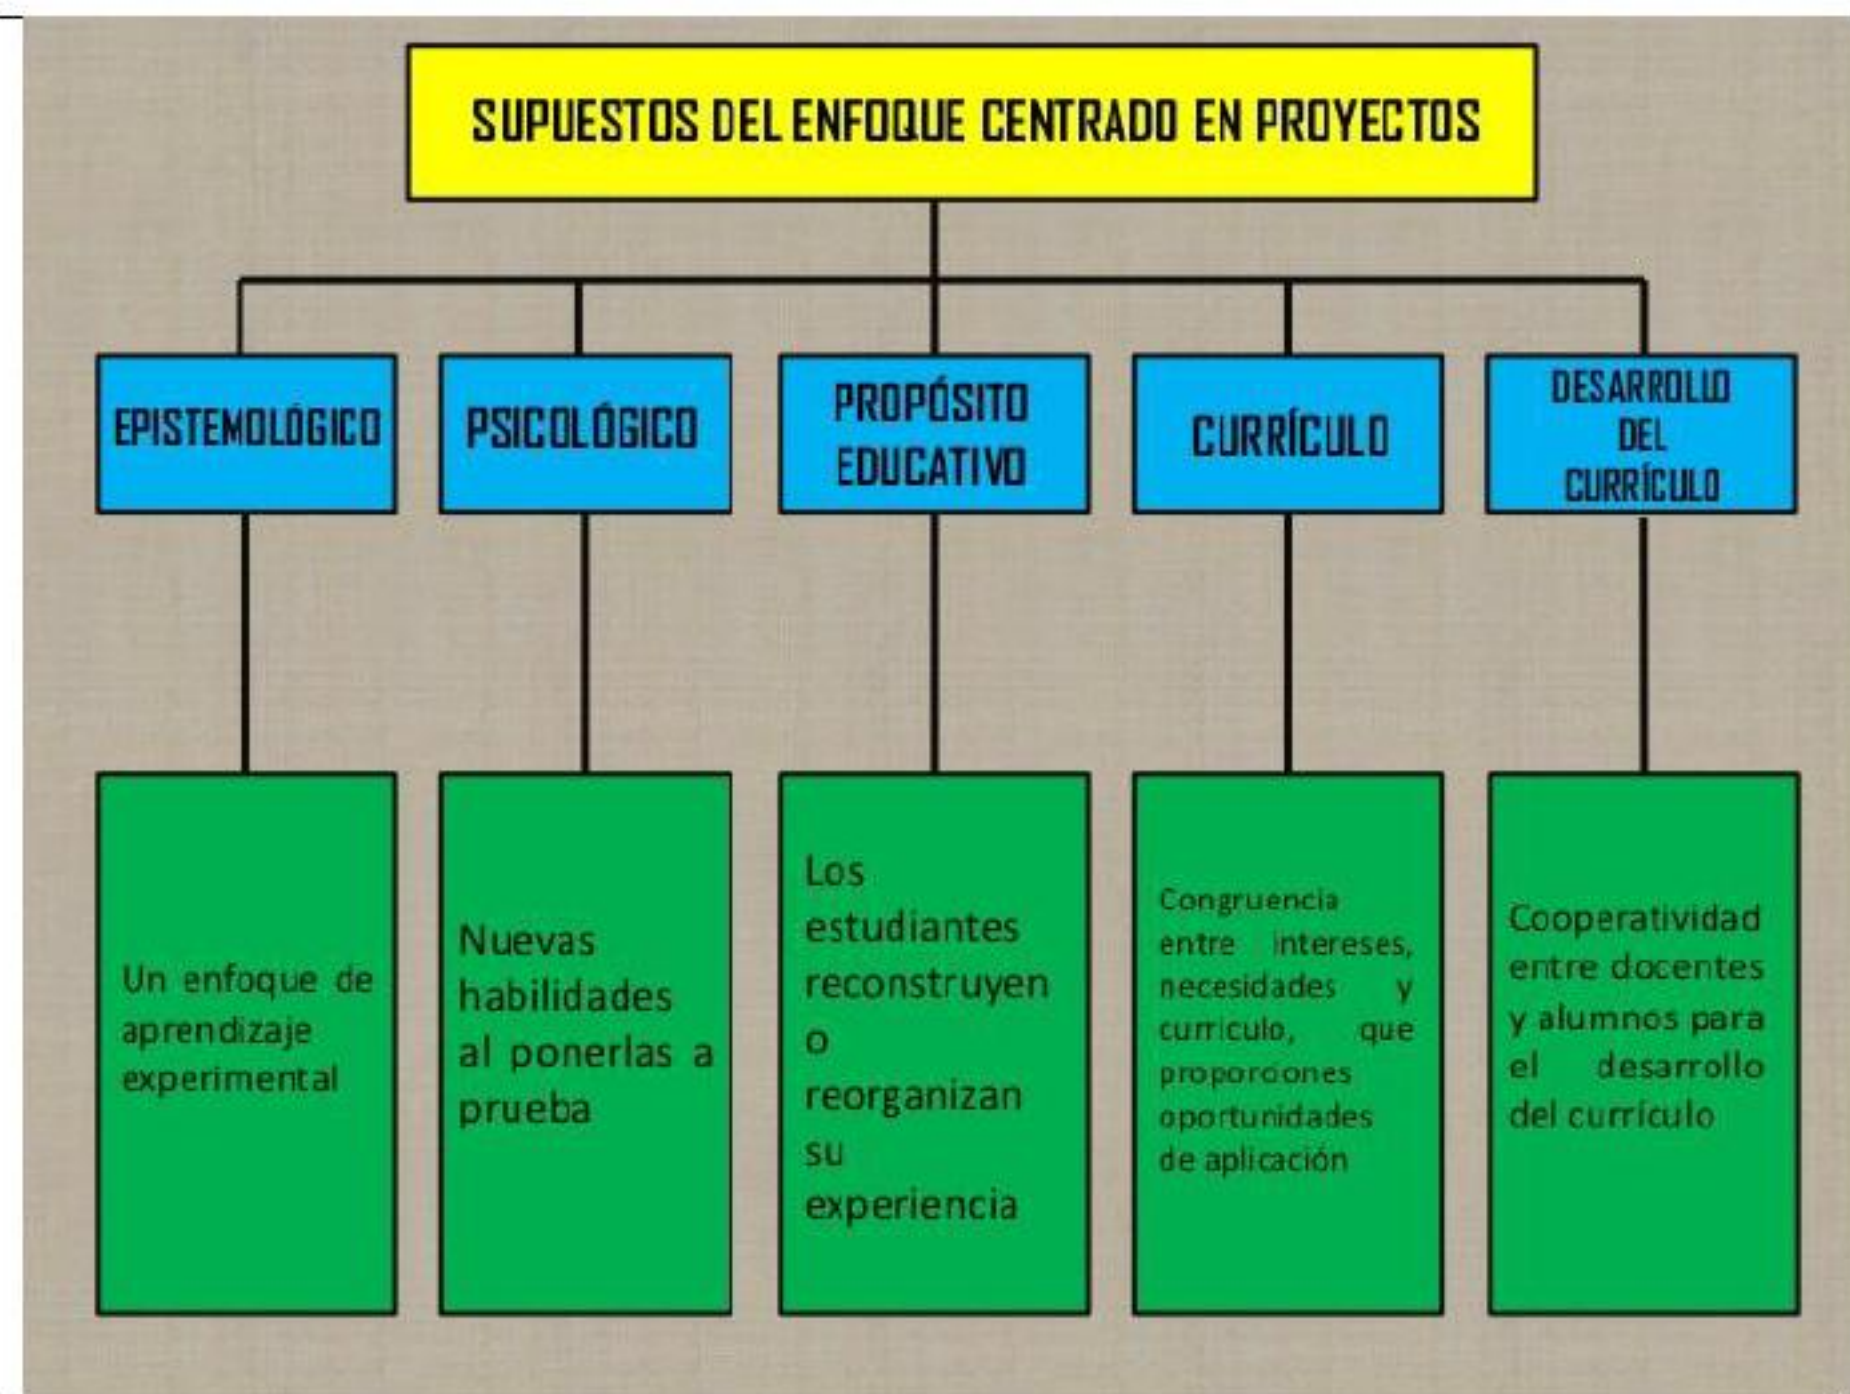 SUPUESTOS DEL ENFOQUE CENTRADO EN PROYECTOS
EPISTEMOLÓGICO
PSICOLÓGICO
PROPÓSITO
EDUCATIVO
CURRÍCULO
DESARROLLO
DEL
CURRÍCULO
Un enfoque de
aprendizaje
experimental
Nuevas
habilidades
al ponerlas a
prueba
Los
estudiantes
reconstruyen
o
reorganizan
su
experiencia
Congruencia
entre intereses,
necesidades y
curriculo, que
proporciones
oportunidades
de aplicación
Cooperatividad
entre docentes
y alumnos para
el desarrollo
del currículo